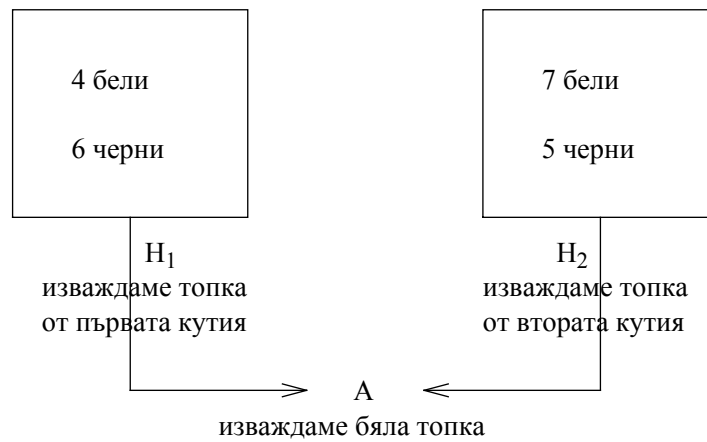 4 бели
6 черни
7 бели
5 черни
H1
изваждаме топка
от първата кутия
H2
изваждаме топка
от втората кутия
A
изваждаме бяла топка